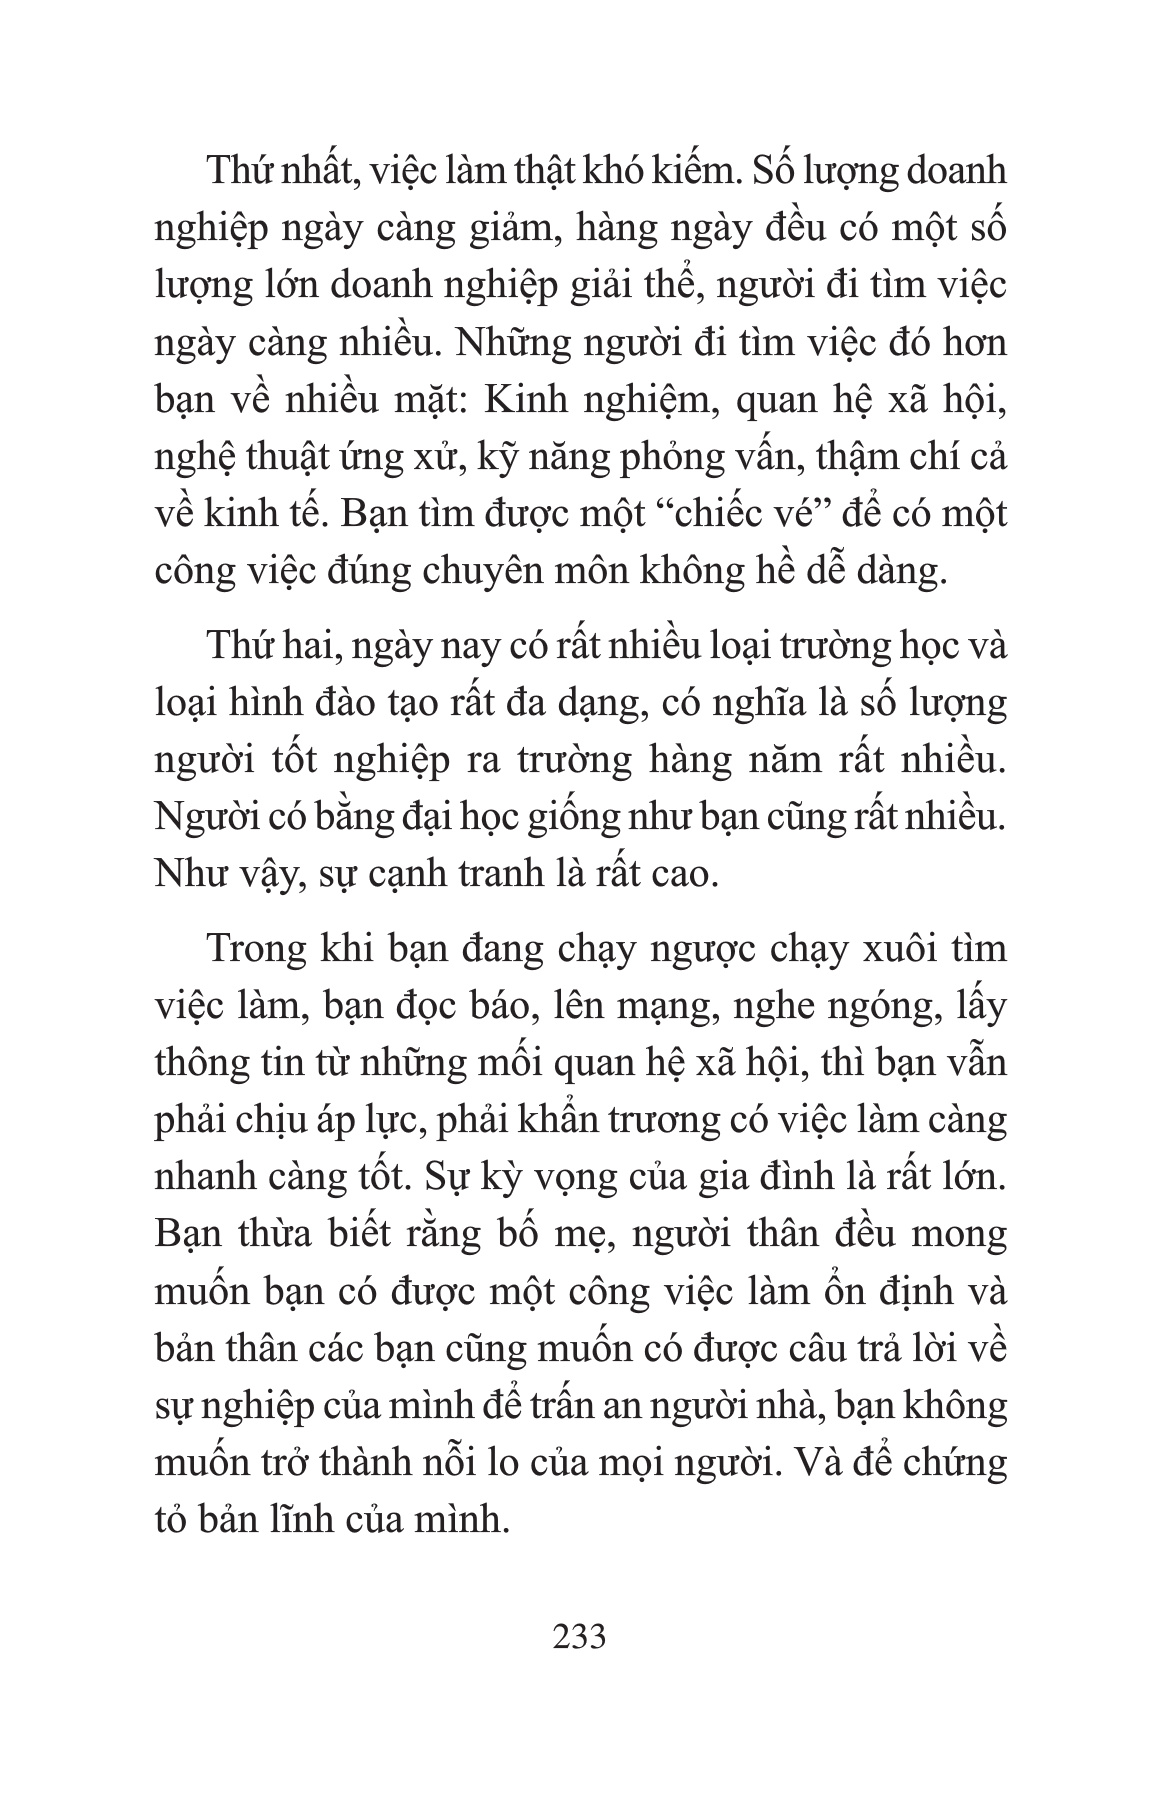 Thứ nhất, việc làm thật khó kiếm. Số lượng doanh
nghiệp ngày càng giảm, hàng ngày đều có một số
lượng lớn doanh nghiệp giải thể, người đi tìm việc
ngày càng nhiều. Những người đi tìm việc đó hơn
bạn về nhiều mặt: Kinh nghiệm, quan hệ xã hội,
nghệ thuật ứng xử, kỹ năng phỏng vấn, thậm chí cả
về kinh tế. Bạn tìm được một “chiếc vé” để có một
công việc đúng chuyên môn không hề dễ dàng.
Thứ hai, ngày nay có rất nhiều loại trường học và
loại hình đào tạo rất đa dạng, có nghĩa là số lượng
người tốt nghiệp ra trường hàng năm rất nhiều.
Người có bằng đại học giống như bạn cũng rất nhiều.
Như vậy, sự cạnh tranh là rất cao.
Trong khi bạn đang chạy ngược chạy xuôi tìm
việc làm, bạn đọc báo, lên mạng, nghe ngóng, lấy
thông tin từ những mối quan hệ xã hội, thì bạn vẫn
phải chịu áp lực, phải khẩn trương có việc làm càng
nhanh càng tốt. Sự kỳ vọng của gia đình là rất lớn.
Bạn thừa biết rằng bố mẹ, người thân đều mong
muốn bạn có được một công việc làm ổn định và
bản thân các bạn cũng muốn có được câu trả lời về
sự nghiệp của mình để trấn an người nhà, bạn không
muốn trở thành nỗi lo của mọi người. Và để chứng
tỏ bản lĩnh của mình.
233